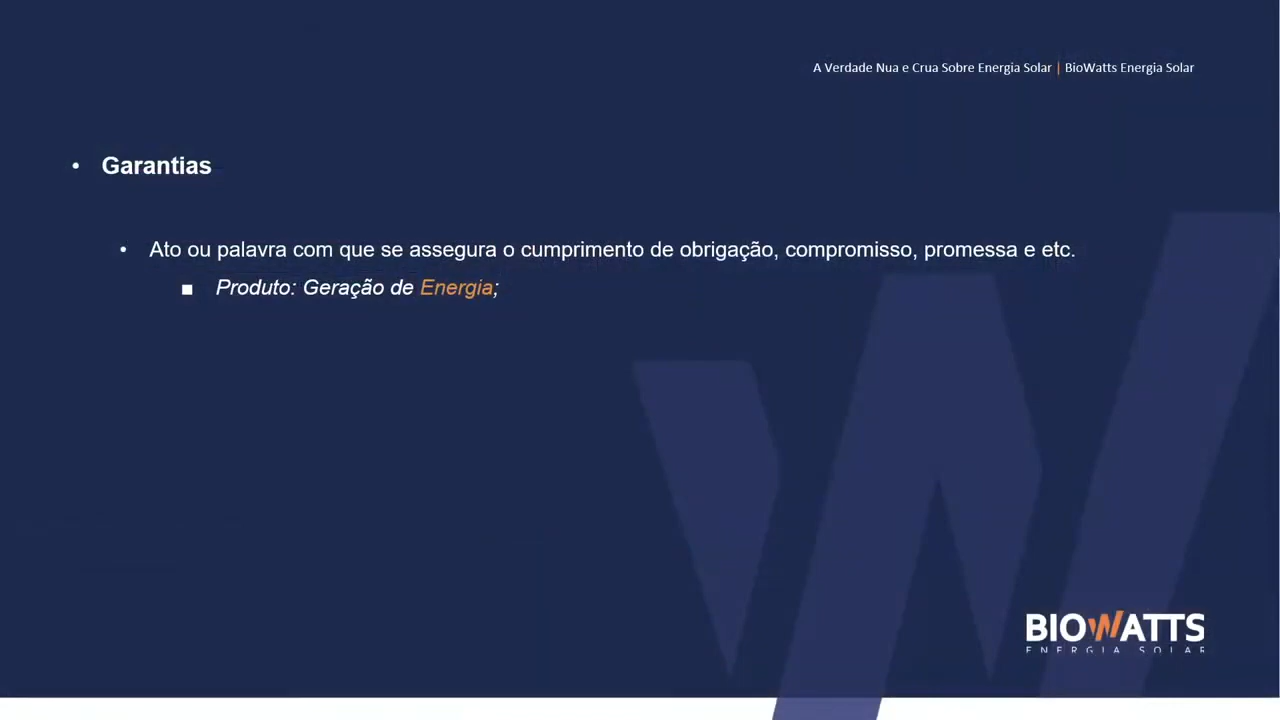 A Verdade Nua e Crua Sobre Energia Solar | BioWatts Energia Solar
• Garantias
• Ato ou palavra com que se assegura o cumprimento de obrigação, compromisso, promessa e etc.
■ Produto: Geração de Energia;
BIOWATTS
ENERGIA SOLAR